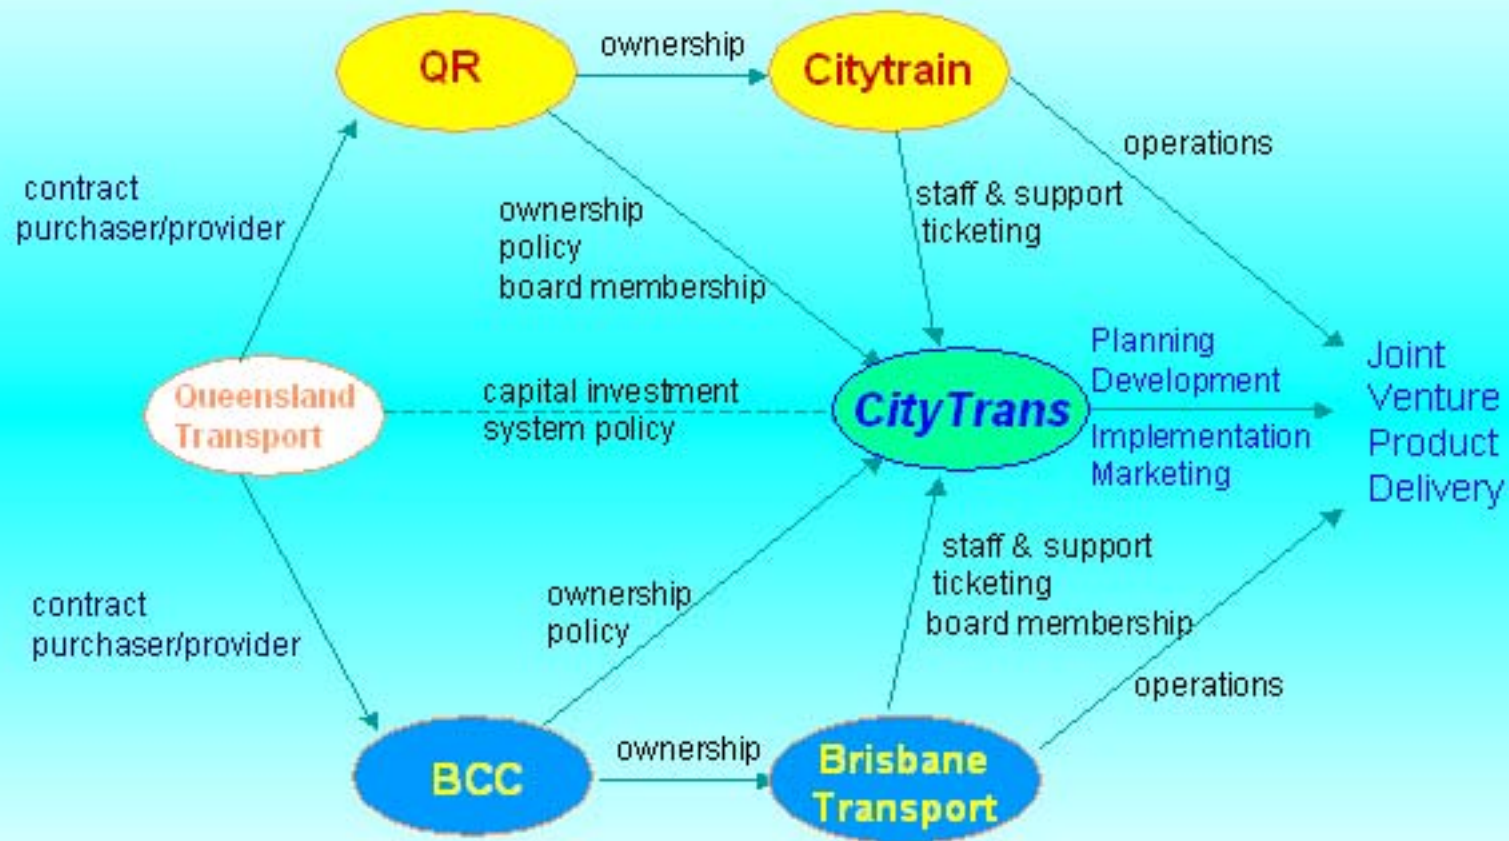 QR
ownership
Citytrain
operations
contract
purchaser/provider
staff & support
ticketing
ownership
policy
board membership
Queensland
Transport
capital investment
system policy
CityTrans
Planning
Development
Implementation
Marketing
Joint
Venture
Product
Delivery
contract
purchaser/provider
ownership
policy
staff & support
ticketing
board membership
operations
BCC
ownership
Brisbane
Transport